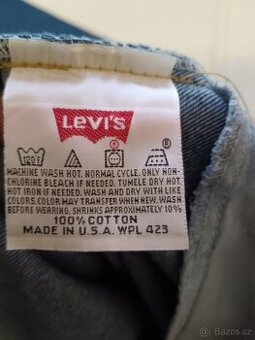 LEVI'S
®
120F
®
MACHINE WASH HOT. NORMAL CYCLE. ONLY NON-
CHLORINE BLEACH IF NEEDED. TUMBLE DRY HOT.
HOT IRON IF NEEDED. WASH AND DRY WITH LIKE
COLORS. COLOR MAY TRANSFER WHEN NEW. WASH
BEFORE WEARING. SHRINKS APPROXIMATELY 10%.
100% COTTON
MADE IN U.S.A. WPL 423
Bazoš.cz